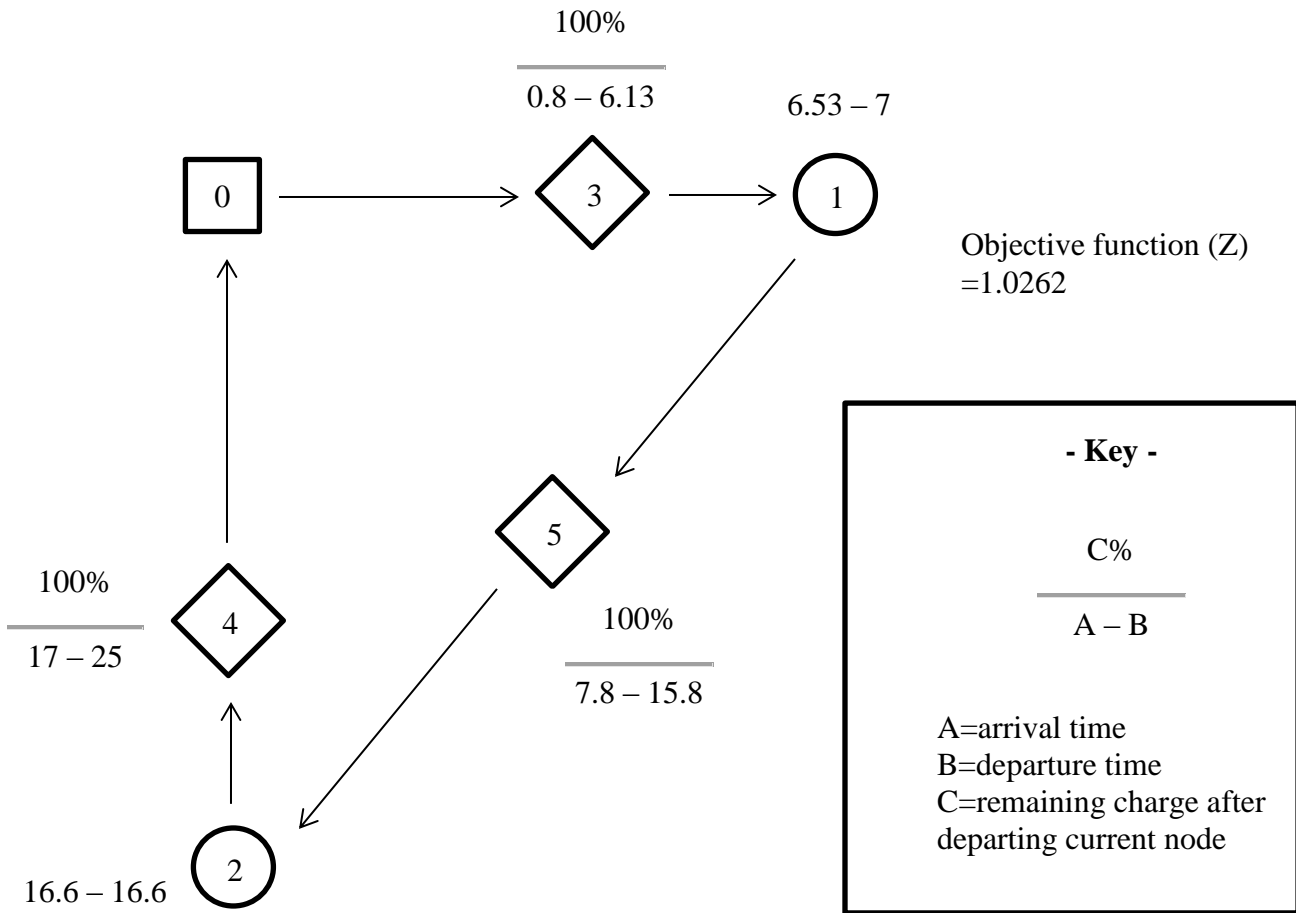 100%
0.8 – 6.13
6.53 – 7
0
3
1
Objective function (Z)
=1.0262
- Key -
C%
A – B
A=arrival time
B=departure time
C=remaining charge after
departing current node
5
100%
7.8 – 15.8
100%
17 – 25
4
2
16.6 – 16.6